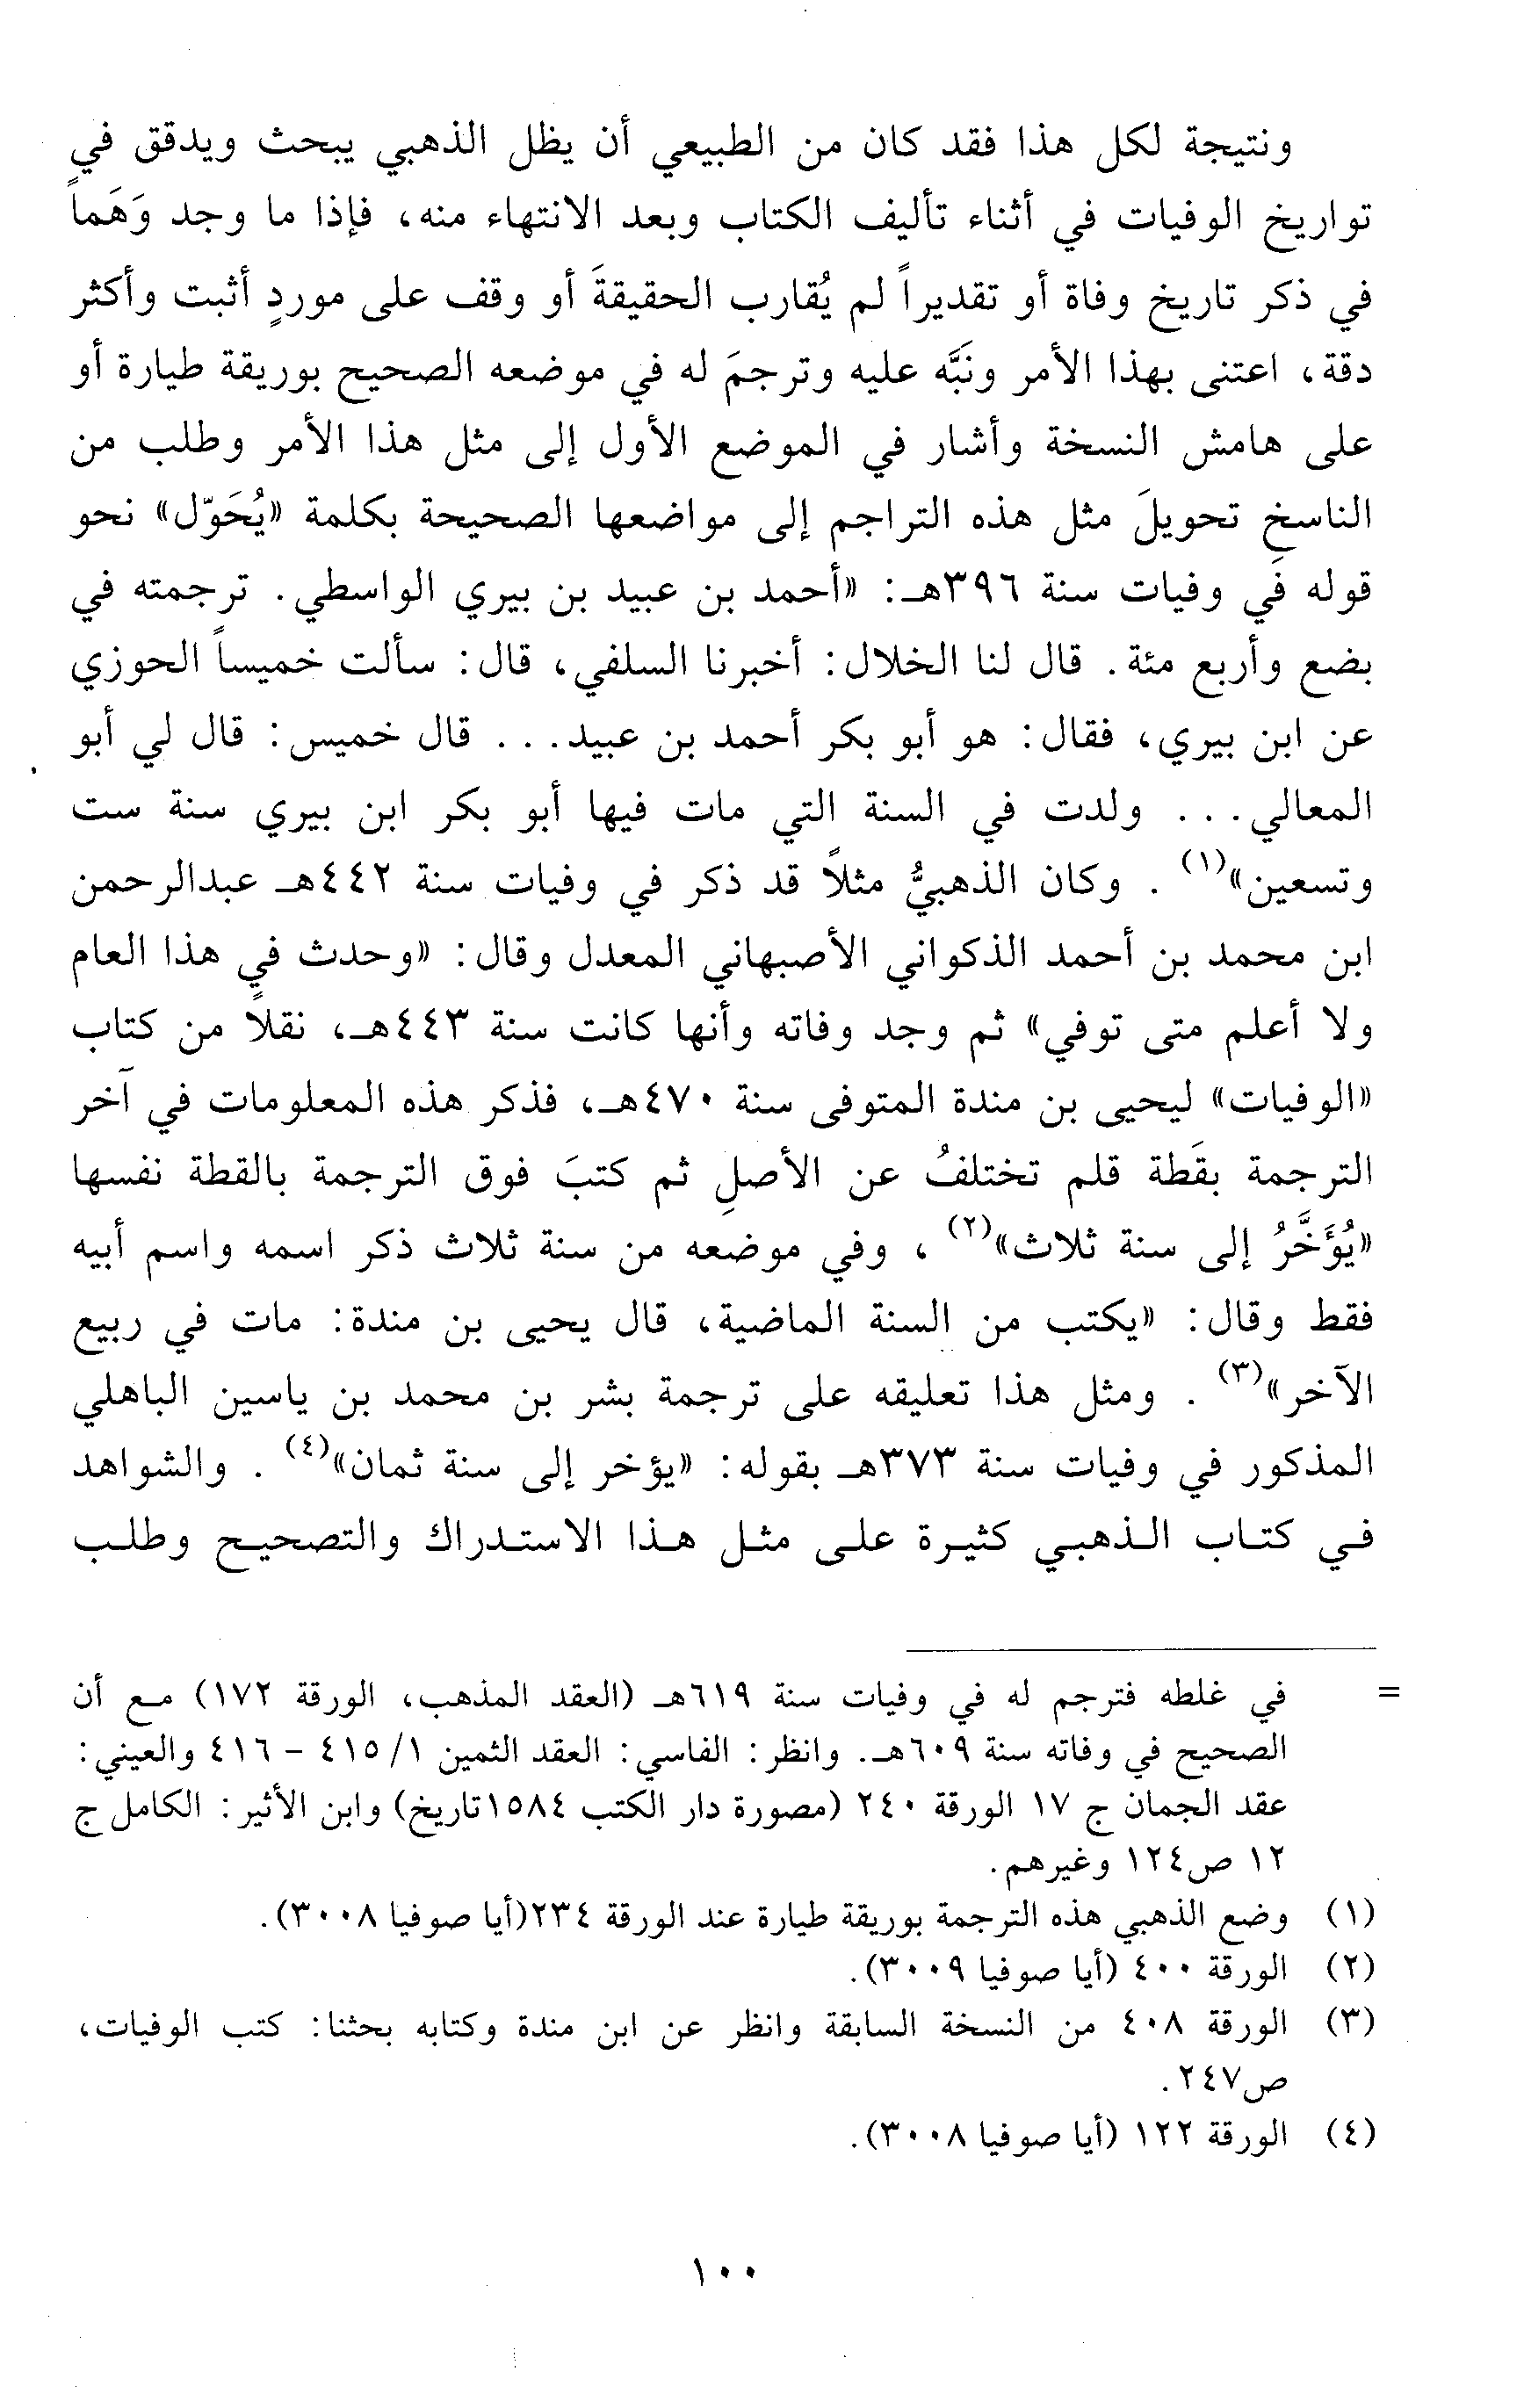 ونتيجة لكل هذا فقد كان من الطبيعي أن يظل الذهبي يبحث ويدقق في
تواريخ الوفيات في أثناء تأليف الكتاب وبعد الانتهاء منه، فإذا ما وجد وَهَماً
في ذكر تاريخ وفاة أو تقديراً لم يُقارب الحقيقةَ أو وقف على موردٍ أثبت وأكثر
دقة، اعتنى بهذا الأمر ونَبَّه عليه وترجمَ له في موضعه الصحيح بوريقة طيارة أو
على هامش النسخة وأشار في الموضع الأول إلى مثل هذا الأمر وطلب من
الناسخِ تحويلَ مثل هذه التراجم إلى مواضعها الصحيحة بكلمة «يُحَوّل» نحو
قوله في وفيات سنة ٣٩٦هـ: «أحمد بن عبيد بن بيري الواسطي. ترجمته في
بضع وأربع مئة. قال لنا الخلال: أخبرنا السلفي، قال: سألت خميساً الحوزي
عن ابن بيري، فقال: هو أبو بكر أحمد بن عبيد... قال خميس: قال لي أبو
المعالي... ولدت في السنة التي مات فيها أبو بكر ابن بيري سنة ست
وتسعين»(١) . وكان الذهبيُّ مثلاً قد ذكر في وفيات سنة ٤٤٢هـ عبدالرحمن
ابن محمد بن أحمد الذكواني الأصبهاني المعدل وقال: «وحدث في هذا العام
ولا أعلم متى توفي» ثم وجد وفاته وأنها كانت سنة ٤٤٣هـ، نقلاً من كتاب
«الوفيات» ليحيى بن مندة المتوفى سنة ٤٧٠هـ، فذكر هذه المعلومات في آخر
الترجمة بقَطة قلم تختلفُ عن الأصلِ ثم كتبَ فوق الترجمة بالقطة نفسها
«يُؤَخَّرُ إلى سنة ثلاث»(٢) ، وفي موضعه من سنة ثلاث ذكر اسمه واسم أبيه
فقط وقال: «يكتب من السنة الماضية، قال يحيى بن مندة: مات في ربيع
الآخر»(٣) . ومثل هذا تعليقه على ترجمة بشر بن محمد بن ياسين الباهلي
المذكور في وفيات سنة ٣٧٣هـ بقوله: «يؤخر إلى سنة ثمان»(٤) . والشواهد
في كتاب الذهبي كثيرة على مثل هذا الاستدراك والتصحيح وطلب
= في غلطه فترجم له في وفيات سنة ٦١٩هـ (العقد المذهب، الورقة ١٧٢) مع أن
الصحيح في وفاته سنة ٦٠٩هـ. وانظر: الفاسي: العقد الثمين ١/ ٤١٥ – ٤١٦ والعيني:
عقد الجمان ج ١٧ الورقة ٢٤٠ (مصورة دار الكتب ١٥٨٤تاريخ) وابن الأثير: الكامل ج
١٢ ص١٢٤ وغيرهم.
(١) وضع الذهبي هذه الترجمة بوريقة طيارة عند الورقة ٢٣٤(أيا صوفيا ٣٠٠٨).
(٢) الورقة ٤٠٠ (أيا صوفيا ٣٠٠٩).
(٣) الورقة ٤٠٨ من النسخة السابقة وانظر عن ابن مندة وكتابه بحثنا: كتب الوفيات،
ص٢٤٧.
(٤) الورقة ١٢٢ (أيا صوفيا ٣٠٠٨).
١٠٠